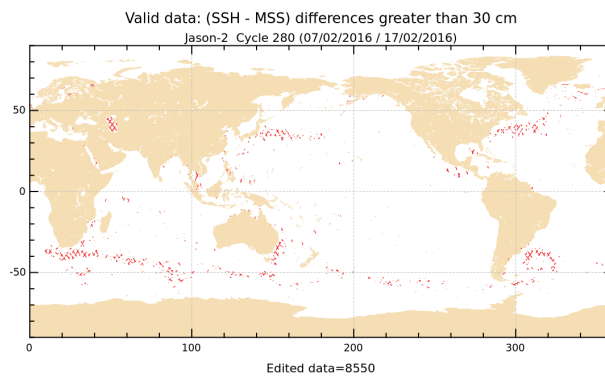 Valid data: (SSH - MSS) differences greater than 30 cm
Jason-2  Cycle 280 (07/02/2016 / 17/02/2016)
50
0
-50
0
100
200
300
Edited data=8550